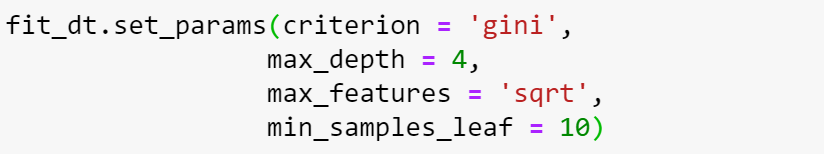 fit_dt.set_params(criterion = 'gini',
                  max_depth = 4,
                  max_features = 'sqrt',
                  min_samples_leaf = 10)